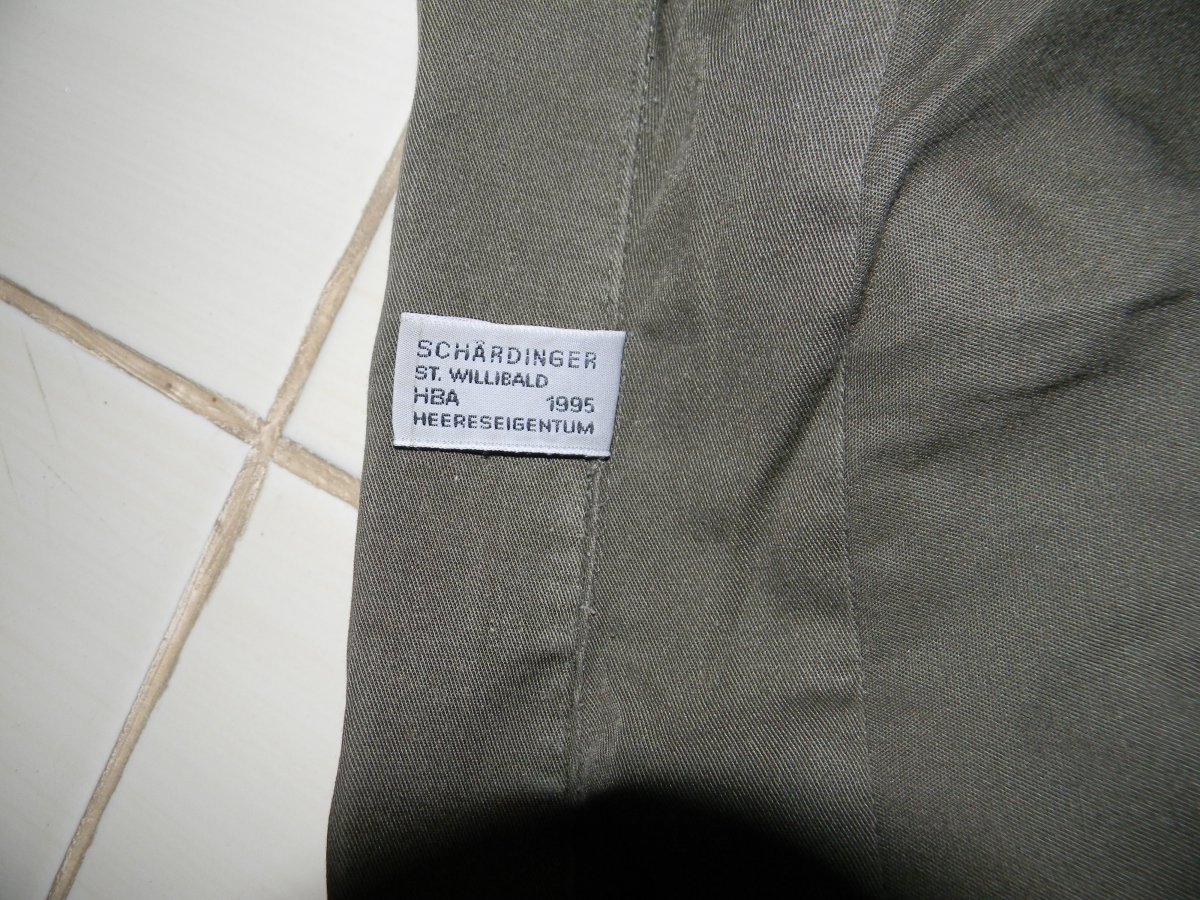 SCHÄRDINGER
ST. WILLIBALD
HBA 1995
HEERESEIGENTUM